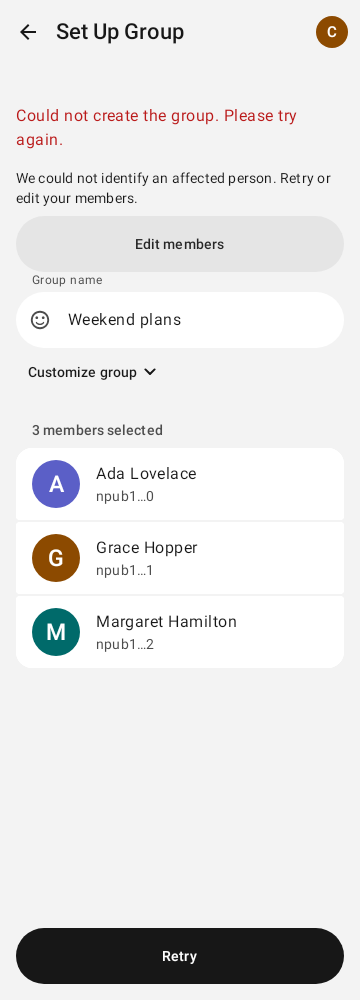 Set Up Group
C
Could not create the group. Please try
again.
We could not identify an affected person. Retry or
edit your members.
Edit members
Group name
Weekend plans
Customize group
3 members selected
A
Ada Lovelace
npub1…0
G
Grace Hopper
npub1…1
M
Margaret Hamilton
npub1…2
Retry